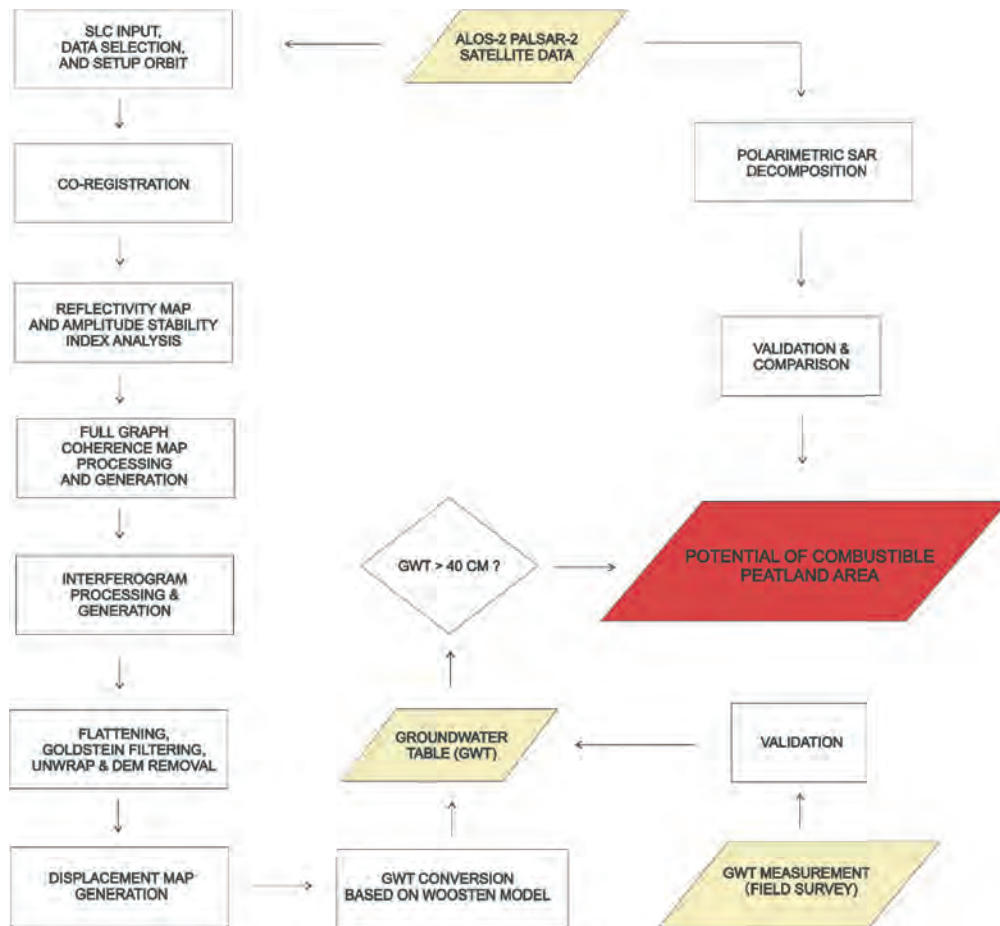 SLC INPUT,
DATA SELECTION,
AND SETUP ORBIT
ALOS-2 PALSAR-2
SATELLITE DATA
CO-REGISTRATION
POLARIMETRIC SAR
DECOMPOSITION
REFLECTIVITY MAP
AND AMPLITUDE STABILITY
INDEX ANALYSIS
VALIDATION &
COMPARISON
FULL GRAPH
COHERENCE MAP
PROCESSING
AND GENERATION
INTERFEROGRAM
PROCESSING &
GENERATION
GWT > 40 CM ?
POTENTIAL OF COMBUSTIBLE
PEATLAND AREA
FLATTENING,
GOLDSTEIN FILTERING,
UNWRAP & DEM REMOVAL
GROUNDWATER
TABLE (GWT)
VALIDATION
DISPLACEMENT MAP
GENERATION
GWT CONVERSION
BASED ON WOOSTEN MODEL
GWT MEASUREMENT
(FIELD SURVEY)